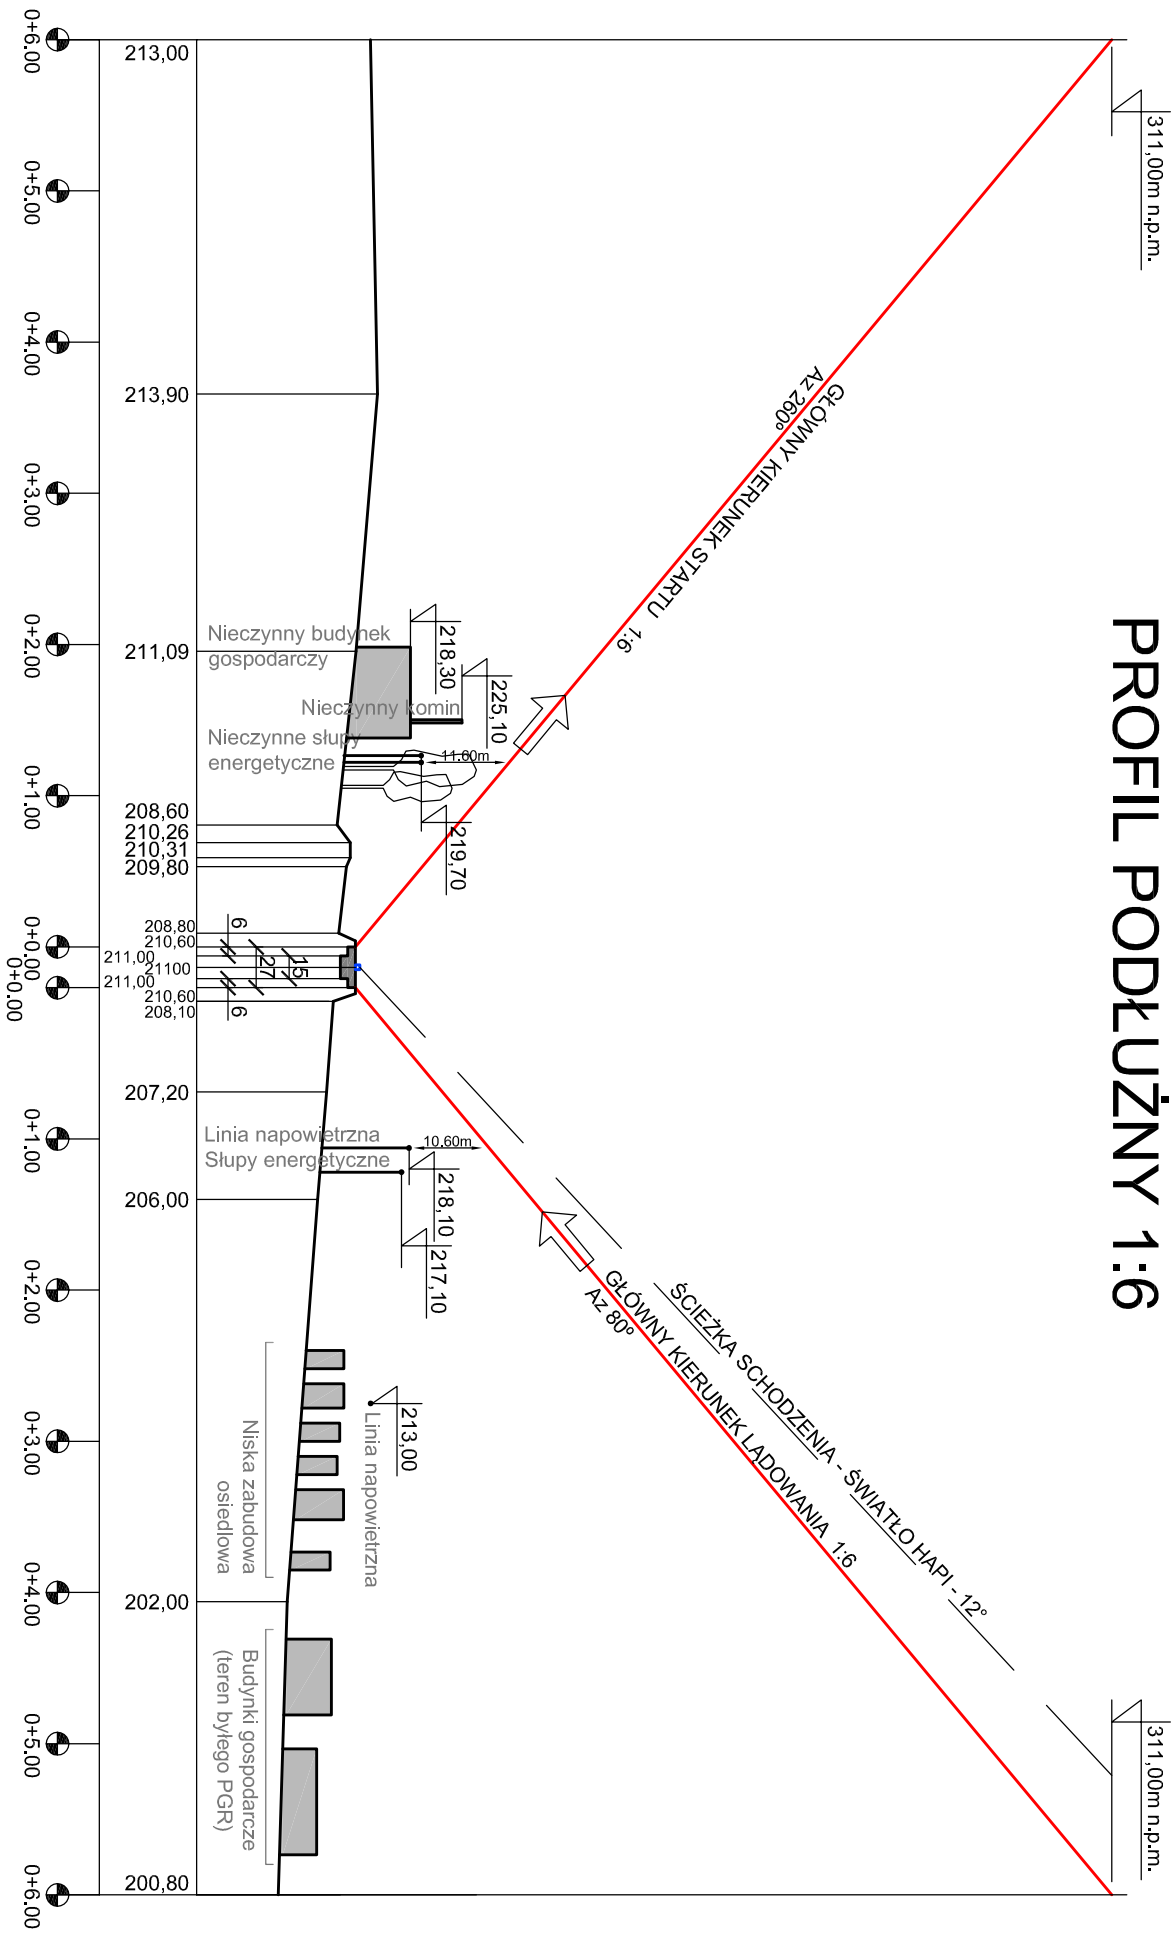 PROFIL PODŁUŻNY 1:6
311,00m n.p.m.
311,00m n.p.m.
GŁÓWNY KIERUNEK STARTU 1:6
Az 260°
ŚCIEŻKA SCHODZENIA - ŚWIATŁO HAPI - 12°
GŁÓWNY KIERUNEK LĄDOWANIA 1:6
Az 80°
218,30
225,10
11.60m
219,70
10,60m
218,10
217,10
213,00
Linia napowietrzna
Nieczynny budynek
gospodarczy
Nieczynny komin
Nieczynne słupy
energetyczne
Linia napowietrzna
Słupy energetyczne
Niska zabudowa
osiedlowa
Budynki gospodarcze
(teren byłego PGR)
6
27
15
6
213,00
213,90
211,09
208,60
210,26
210,31
209,80
208,80
210,60
211,00
21100
211,00
210,60
208,10
207,20
206,00
202,00
200,80
0+6.00
0+5.00
0+4.00
0+3.00
0+2.00
0+1.00
0+0.00
0+0.00
0+1.00
0+2.00
0+3.00
0+4.00
0+5.00
0+6.00